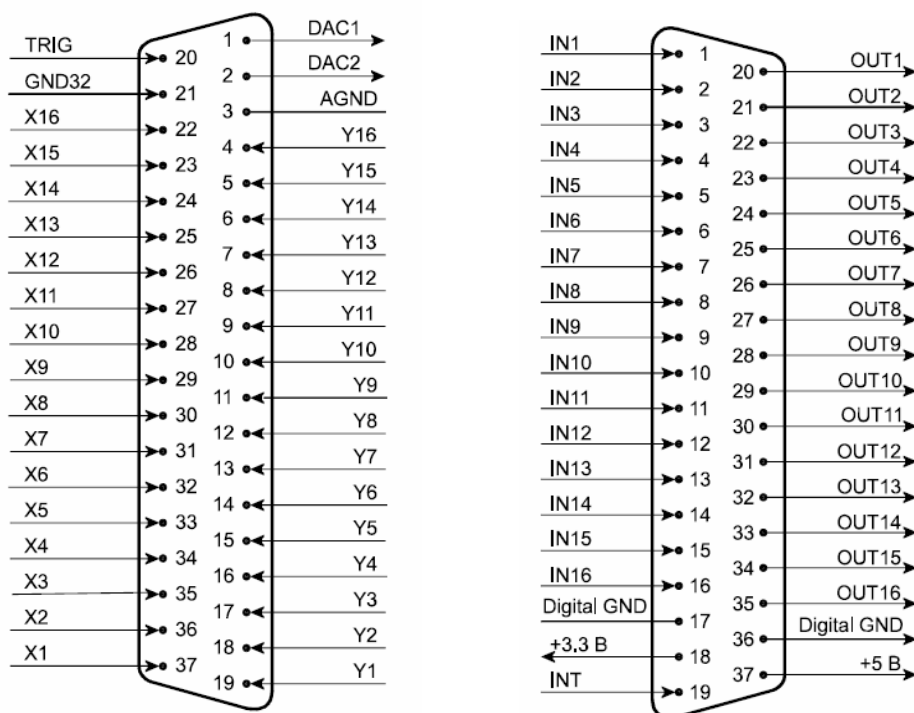 TRIG 20
GND32 21
X16 22
X15 23
X14 24
X13 25
X12 26
X11 27
X10 28
X9 29
X8 30
X7 31
X6 32
X5 33
X4 34
X3 35
X2 36
X1 37
1 DAC1
2 DAC2
3 AGND
4 Y16
5 Y15
6 Y14
7 Y13
8 Y12
9 Y11
10 Y10
11 Y9
12 Y8
13 Y7
14 Y6
15 Y5
16 Y4
17 Y3
18 Y2
19 Y1
IN1 1
IN2 2
IN3 3
IN4 4
IN5 5
IN6 6
IN7 7
IN8 8
IN9 9
IN10 10
IN11 11
IN12 12
IN13 13
IN14 14
IN15 15
IN16 16
Digital GND 17
+3.3 В 18
INT 19
20 OUT1
21 OUT2
22 OUT3
23 OUT4
24 OUT5
25 OUT6
26 OUT7
27 OUT8
28 OUT9
29 OUT10
30 OUT11
31 OUT12
32 OUT13
33 OUT14
34 OUT15
35 OUT16
36 Digital GND
37 +5 В